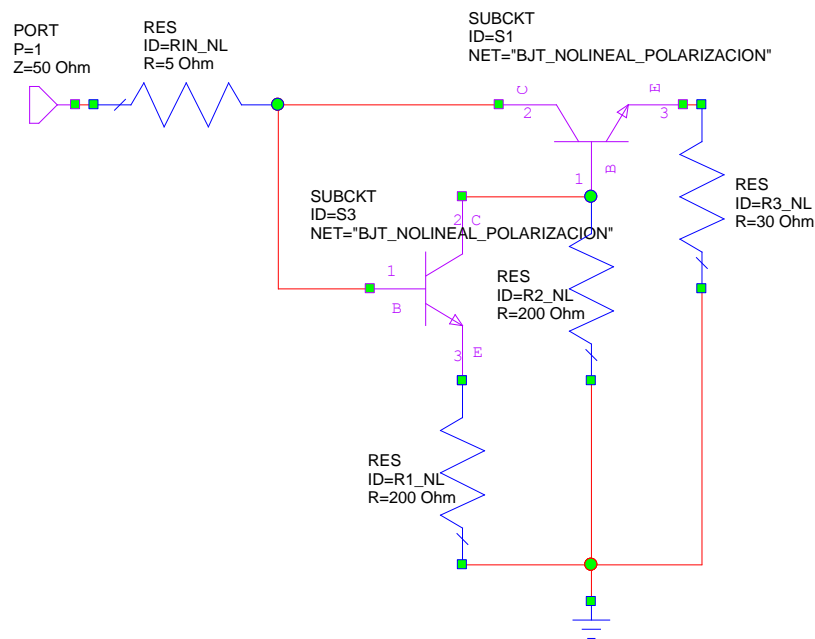 PORT
P=1
Z=50 Ohm
RES
ID=RIN_NL
R=5 Ohm
SUBCKT
ID=S1
NET="BJT_NOLINEAL_POLARIZACION"
C
2
E
3
1
B
RES
ID=R3_NL
R=30 Ohm
SUBCKT
ID=S3
NET="BJT_NOLINEAL_POLARIZACION"
2
C
1
B
3
E
RES
ID=R2_NL
R=200 Ohm
RES
ID=R1_NL
R=200 Ohm